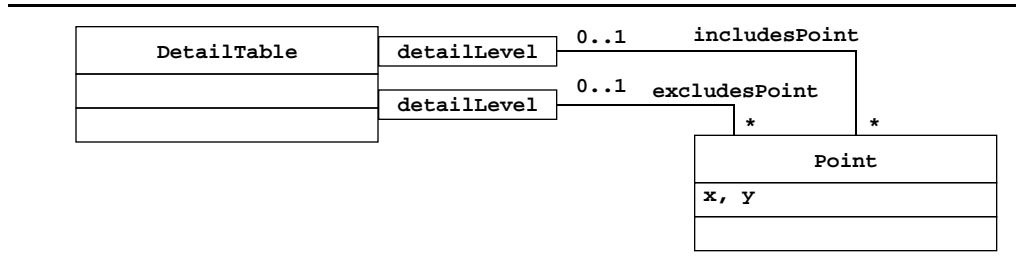 DetailTable
detailLevel
0..1
includesPoint
detailLevel
0..1
excludesPoint
*
*
Point
x, y